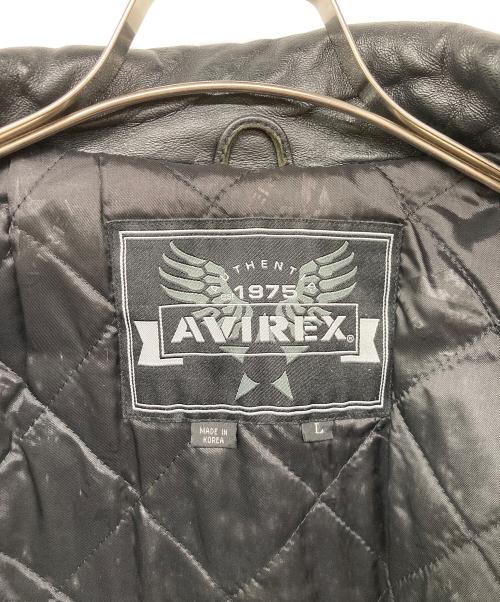 THENT
1975
AVIREX®
MADE IN
KOREA
L